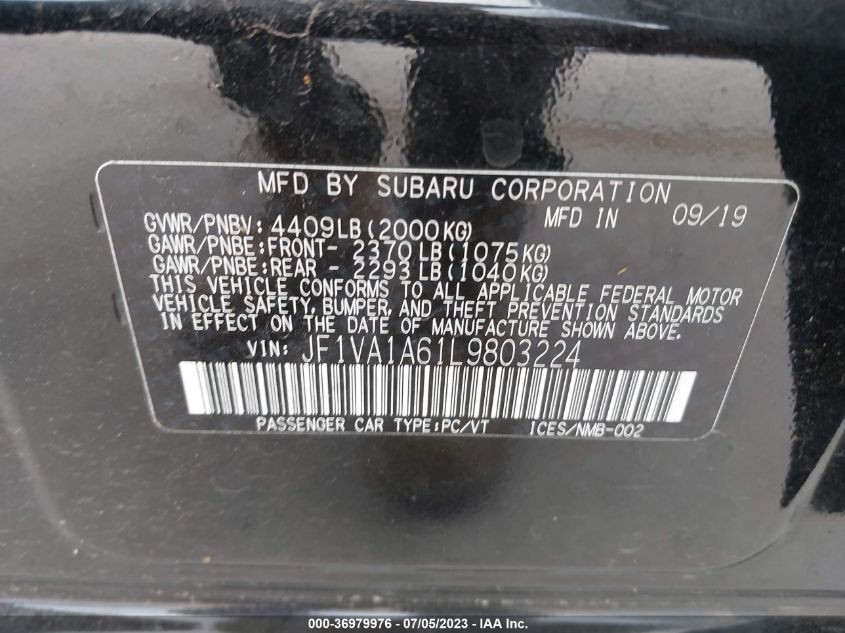 MFD BY SUBARU CORPORATION
MFD IN 09/19
GVWR/PNBV: 4409LB(2000KG)
GAWR/PNBE:FRONT- 2370LB(1075KG)
GAWR/PNBE:REAR - 2293LB(1040KG)
THIS VEHICLE CONFORMS TO ALL APPLICABLE FEDERAL MOTOR
VEHICLE SAFETY, BUMPER, AND THEFT PREVENTION STANDARDS
IN EFFECT ON THE DATE OF MANUFACTURE SHOWN ABOVE.
VIN: JF1VA1A61L9803224
PASSENGER CAR TYPE:PC/VT ICES/NMB-002
000-36979976 - 07/05/2023 - IAA Inc.